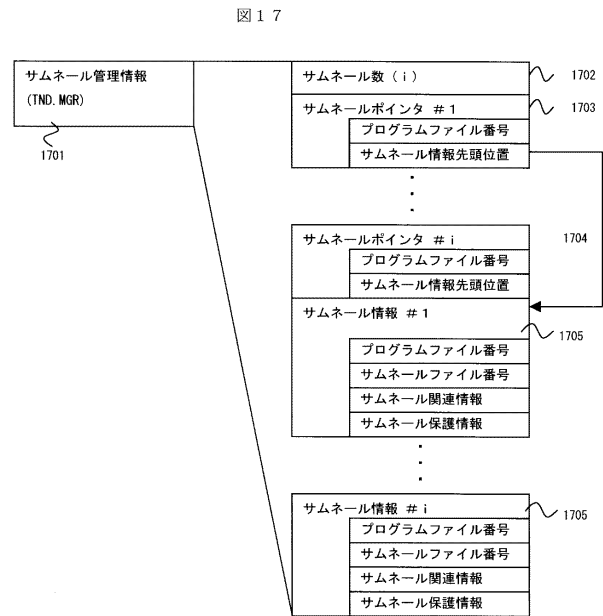 図17
サムネール管理情報
(TND.MGR)
1701
サムネール数(i)
1702
サムネールポインタ #1
1703
プログラムファイル番号
サムネール情報先頭位置
サムネールポインタ #i
1704
プログラムファイル番号
サムネール情報先頭位置
サムネール情報 #1
1705
プログラムファイル番号
サムネールファイル番号
サムネール関連情報
サムネール保護情報
サムネール情報 #i
1705
プログラムファイル番号
サムネールファイル番号
サムネール関連情報
サムネール保護情報